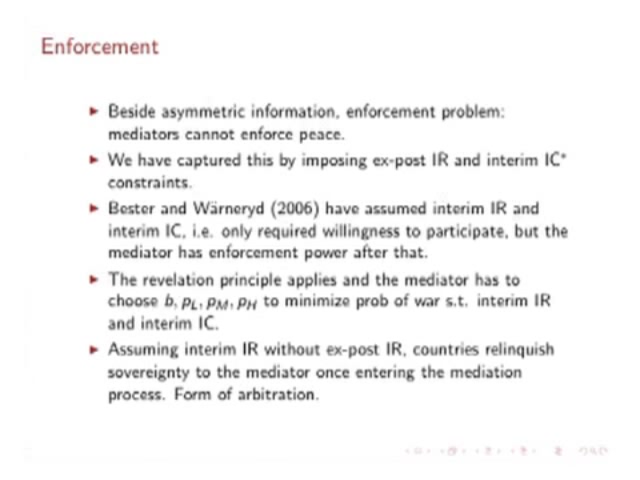 Enforcement
▶ Beside asymmetric information, enforcement problem:
mediators cannot enforce peace.
▶ We have captured this by imposing ex-post IR and interim IC*
constraints.
▶ Bester and Wärneryd (2006) have assumed interim IR and
interim IC, i.e. only required willingness to participate, but the
mediator has enforcement power after that.
▶ The revelation principle applies and the mediator has to
choose b, p_L, p_M, p_H to minimize prob of war s.t. interim IR
and interim IC.
▶ Assuming interim IR without ex-post IR, countries relinquish
sovereignty to the mediator once entering the mediation
process. Form of arbitration.